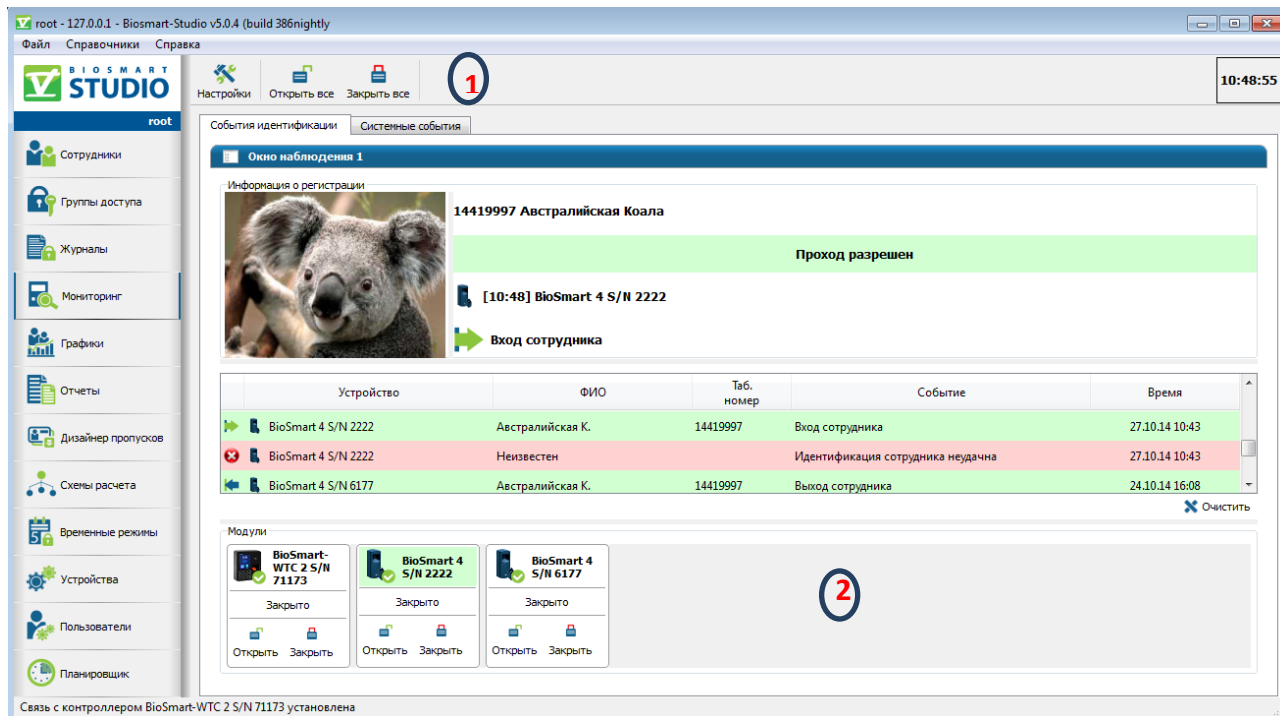 root - 127.0.0.1 - Biosmart-Studio v5.0.4 (build 386nightly
Файл Справочники Справка
BIOSMART
STUDIO
Настройки Открыть все Закрыть все
1
10:48:55
root
События идентификации Системные события
Сотрудники
Группы доступа
Журналы
Мониторинг
Графики
Отчеты
Дизайнер пропусков
Схемы расчета
5
Временные режимы
Устройства
Пользователи
Планировщик
Окно наблюдения 1
Информация о регистрации
14419997 Австралийская Коала
Проход разрешен
[10:48] BioSmart 4 S/N 2222
Вход сотрудника
Устройство ФИО Таб. номер Событие Время
BioSmart 4 S/N 2222 Австралийская К. 14419997 Вход сотрудника 27.10.14 10:43
BioSmart 4 S/N 2222 Неизвестен Идентификация сотрудника неудачна 27.10.14 10:43
BioSmart 4 S/N 6177 Австралийская К. 14419997 Выход сотрудника 24.10.14 16:08
Очистить
Модули
BioSmart-
WTC 2 S/N
71173
Закрыто
Открыть Закрыть
BioSmart 4
S/N 2222
Закрыто
Открыть Закрыть
BioSmart 4
S/N 6177
Закрыто
Открыть Закрыть
2
Связь с контроллером BioSmart-WTC 2 S/N 71173 установлена